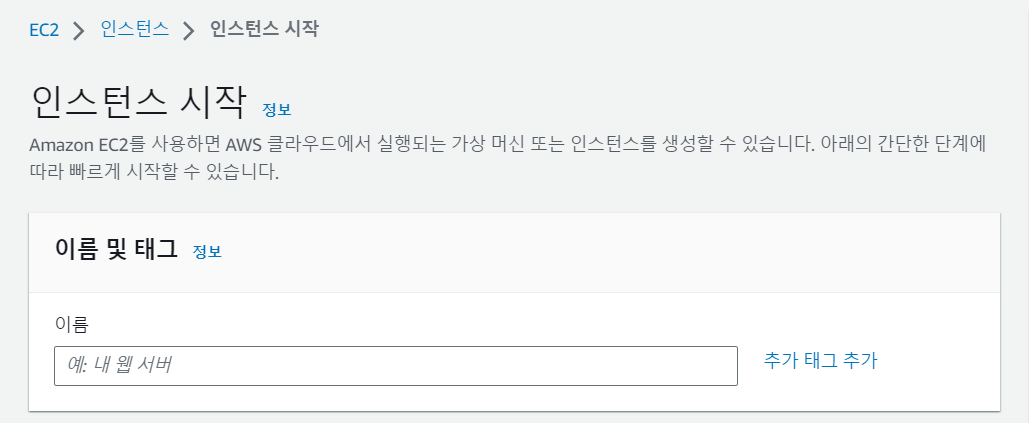 EC2 > 인스턴스 > 인스턴스 시작
인스턴스 시작 정보
Amazon EC2를 사용하면 AWS 클라우드에서 실행되는 가상 머신 또는 인스턴스를 생성할 수 있습니다. 아래의 간단한 단계에
따라 빠르게 시작할 수 있습니다.
이름 및 태그 정보
이름
예: 내 웹 서버 추가 태그 추가